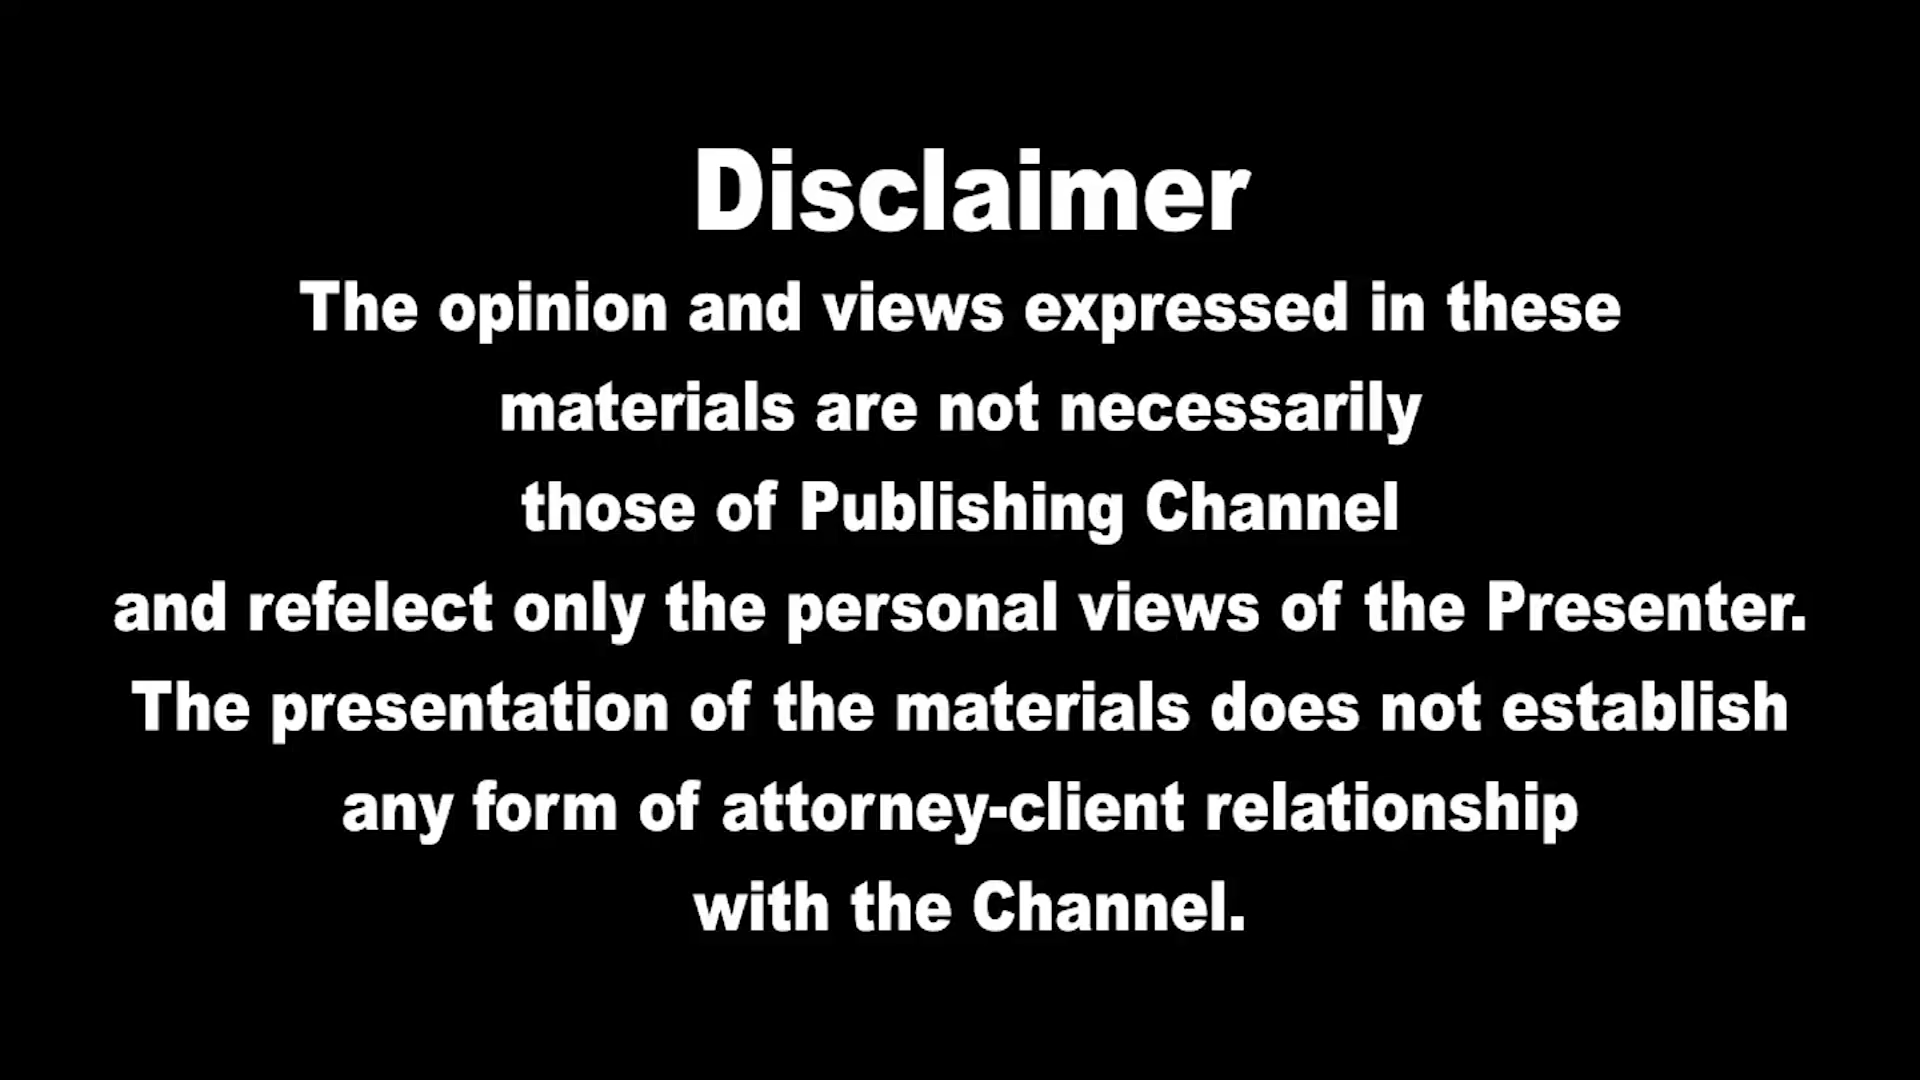 Disclaimer
The opinion and views expressed in these
materials are not necessarily
those of Publishing Channel
and refelect only the personal views of the Presenter.
The presentation of the materials does not establish
any form of attorney-client relationship
with the Channel.